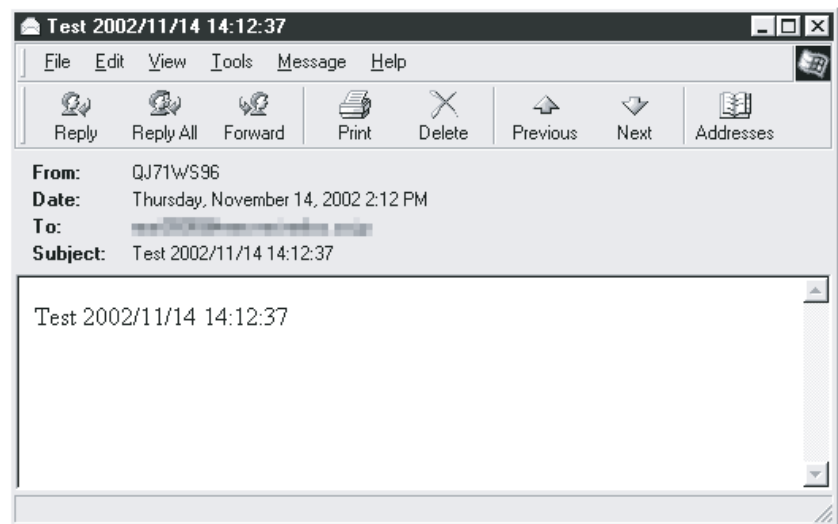 Test 2002/11/14 14:12:37
File Edit View Tools Message Help
Reply Reply All Forward Print Delete Previous Next Addresses
From: QJ71WS96
Date: Thursday, November 14, 2002 2:12 PM
To:
Subject: Test 2002/11/14 14:12:37
Test 2002/11/14 14:12:37